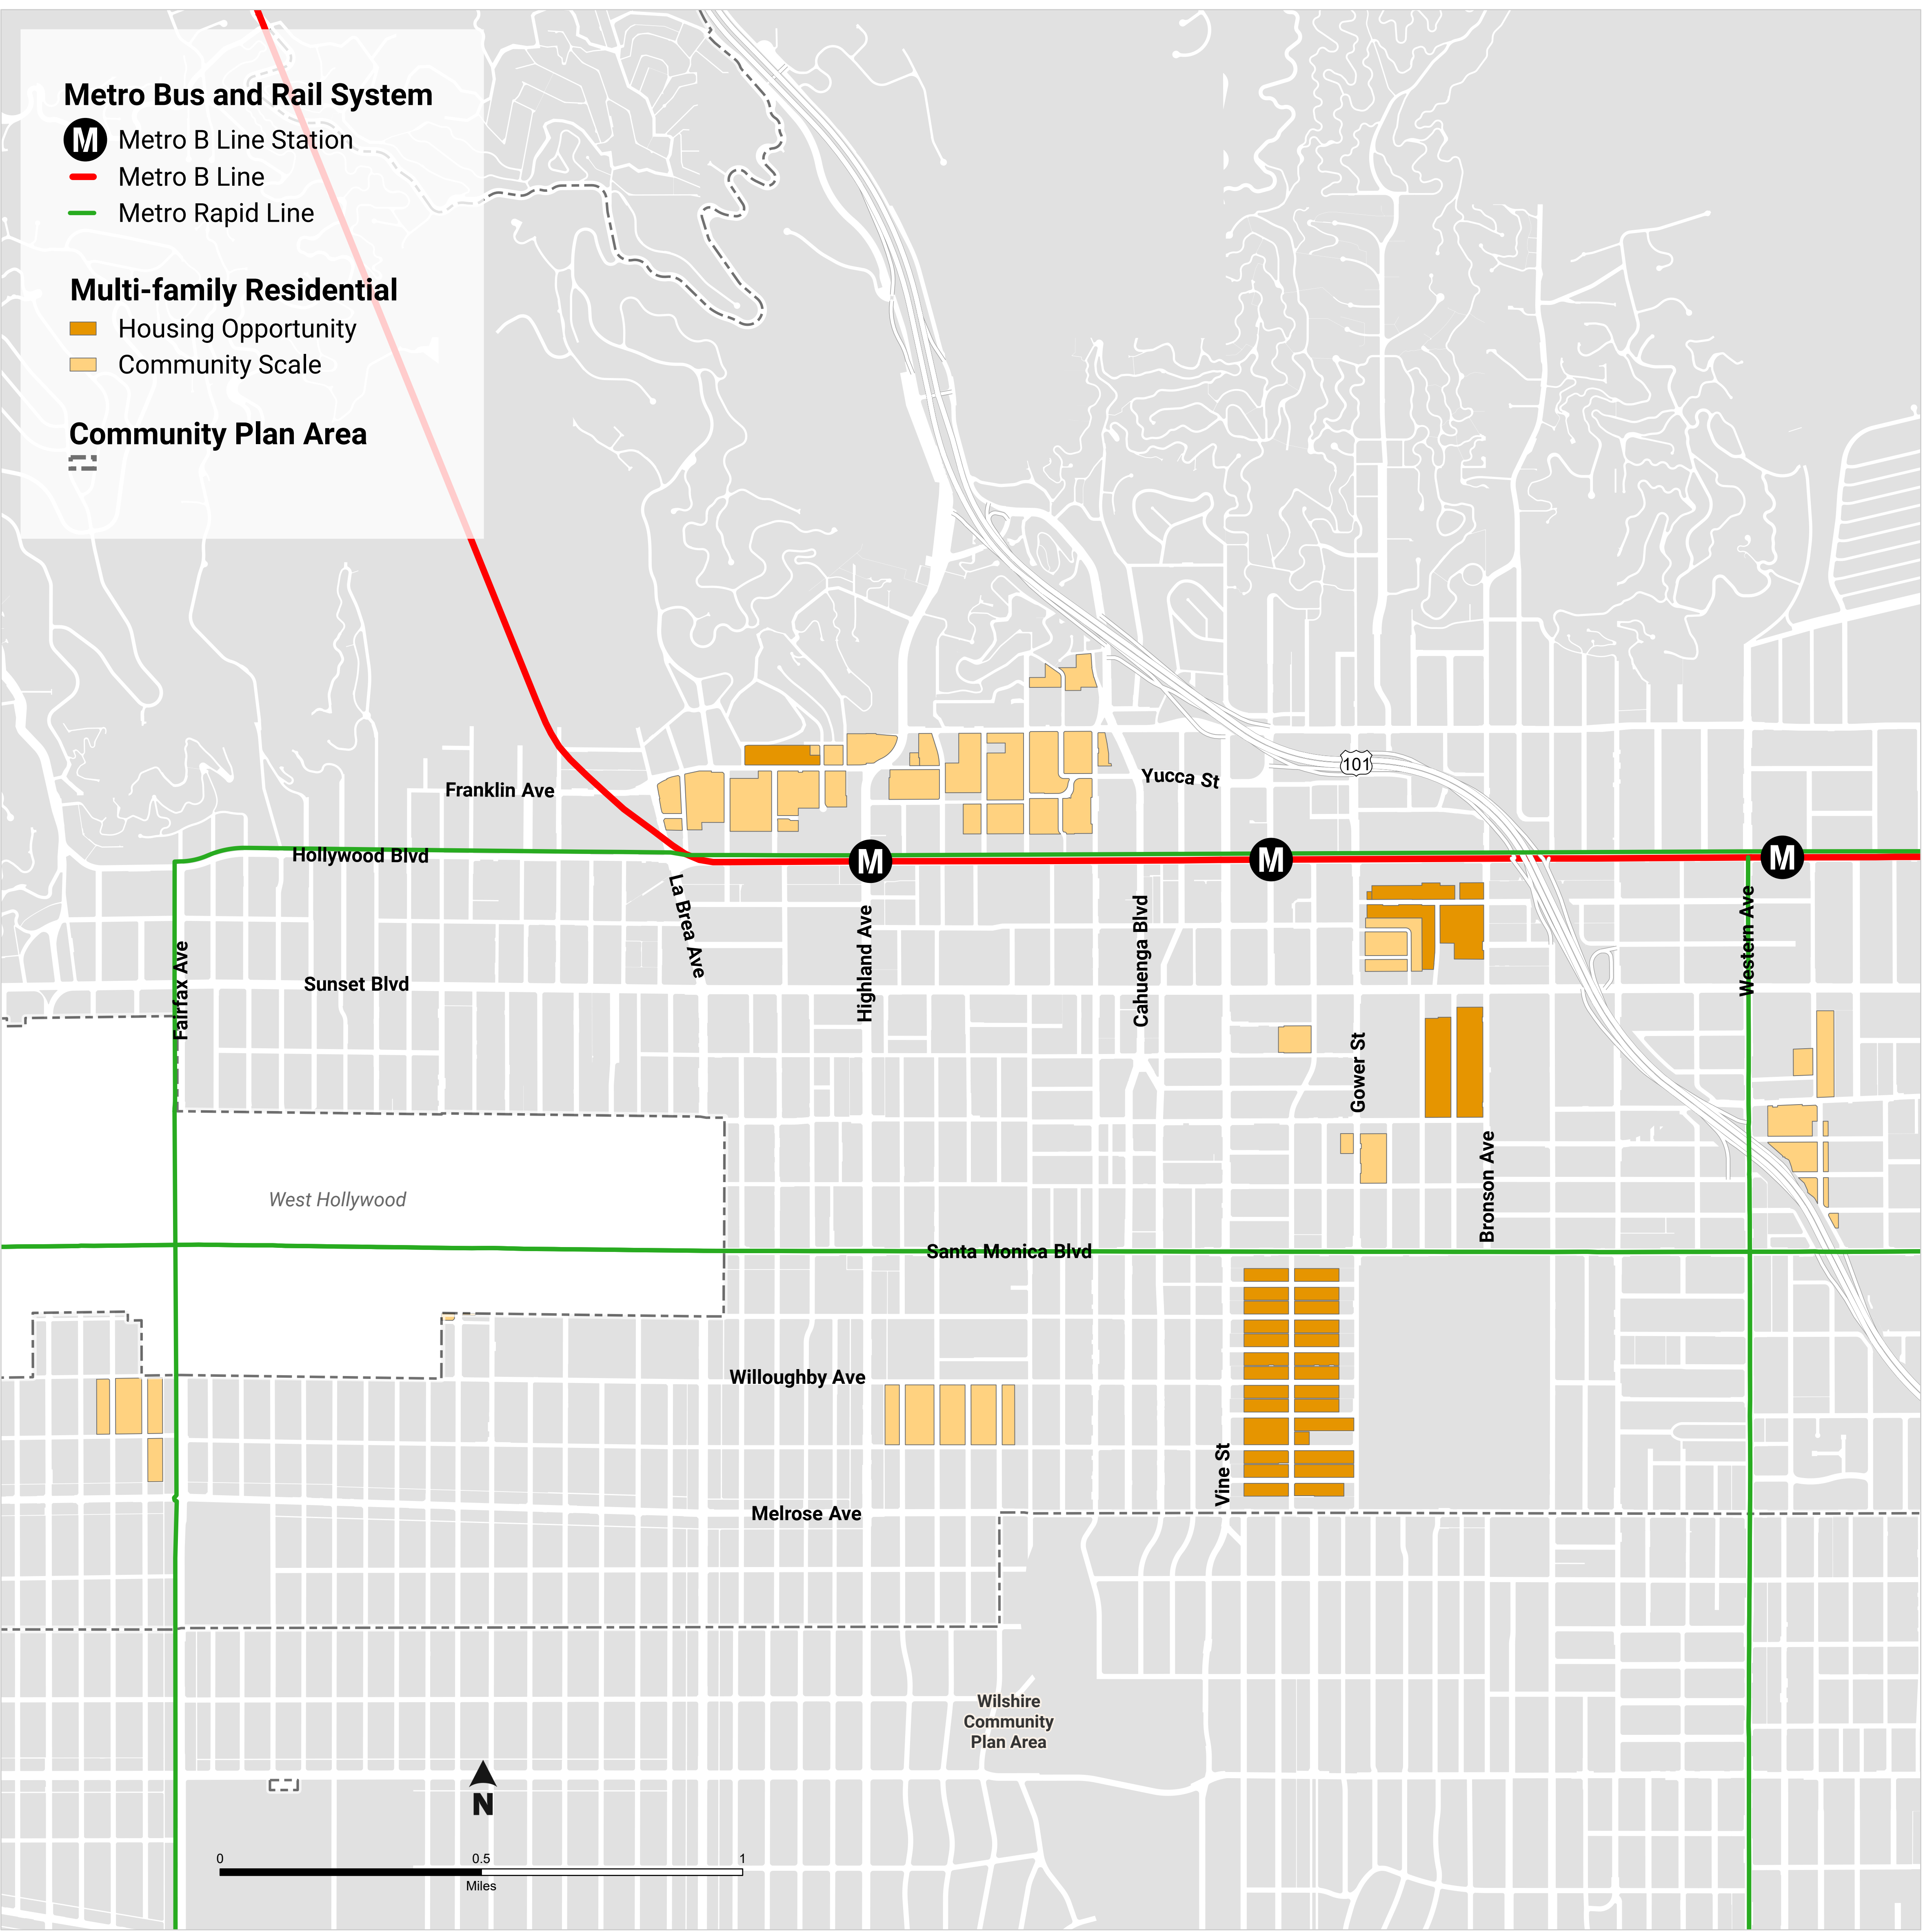 Metro Bus and Rail System
M Metro B Line Station
Metro B Line
Metro Rapid Line
Multi-family Residential
Housing Opportunity
Community Scale
Community Plan Area
101
Yucca St
Franklin Ave
Hollywood Blvd
M
M
M
La Brea Ave
Highland Ave
Cahuenga Blvd
Western Ave
Fairfax Ave
Sunset Blvd
Gower St
Bronson Ave
West Hollywood
Santa Monica Blvd
Willoughby Ave
Vine St
Melrose Ave
Wilshire
Community
Plan Area
N
0 0.5 1
Miles